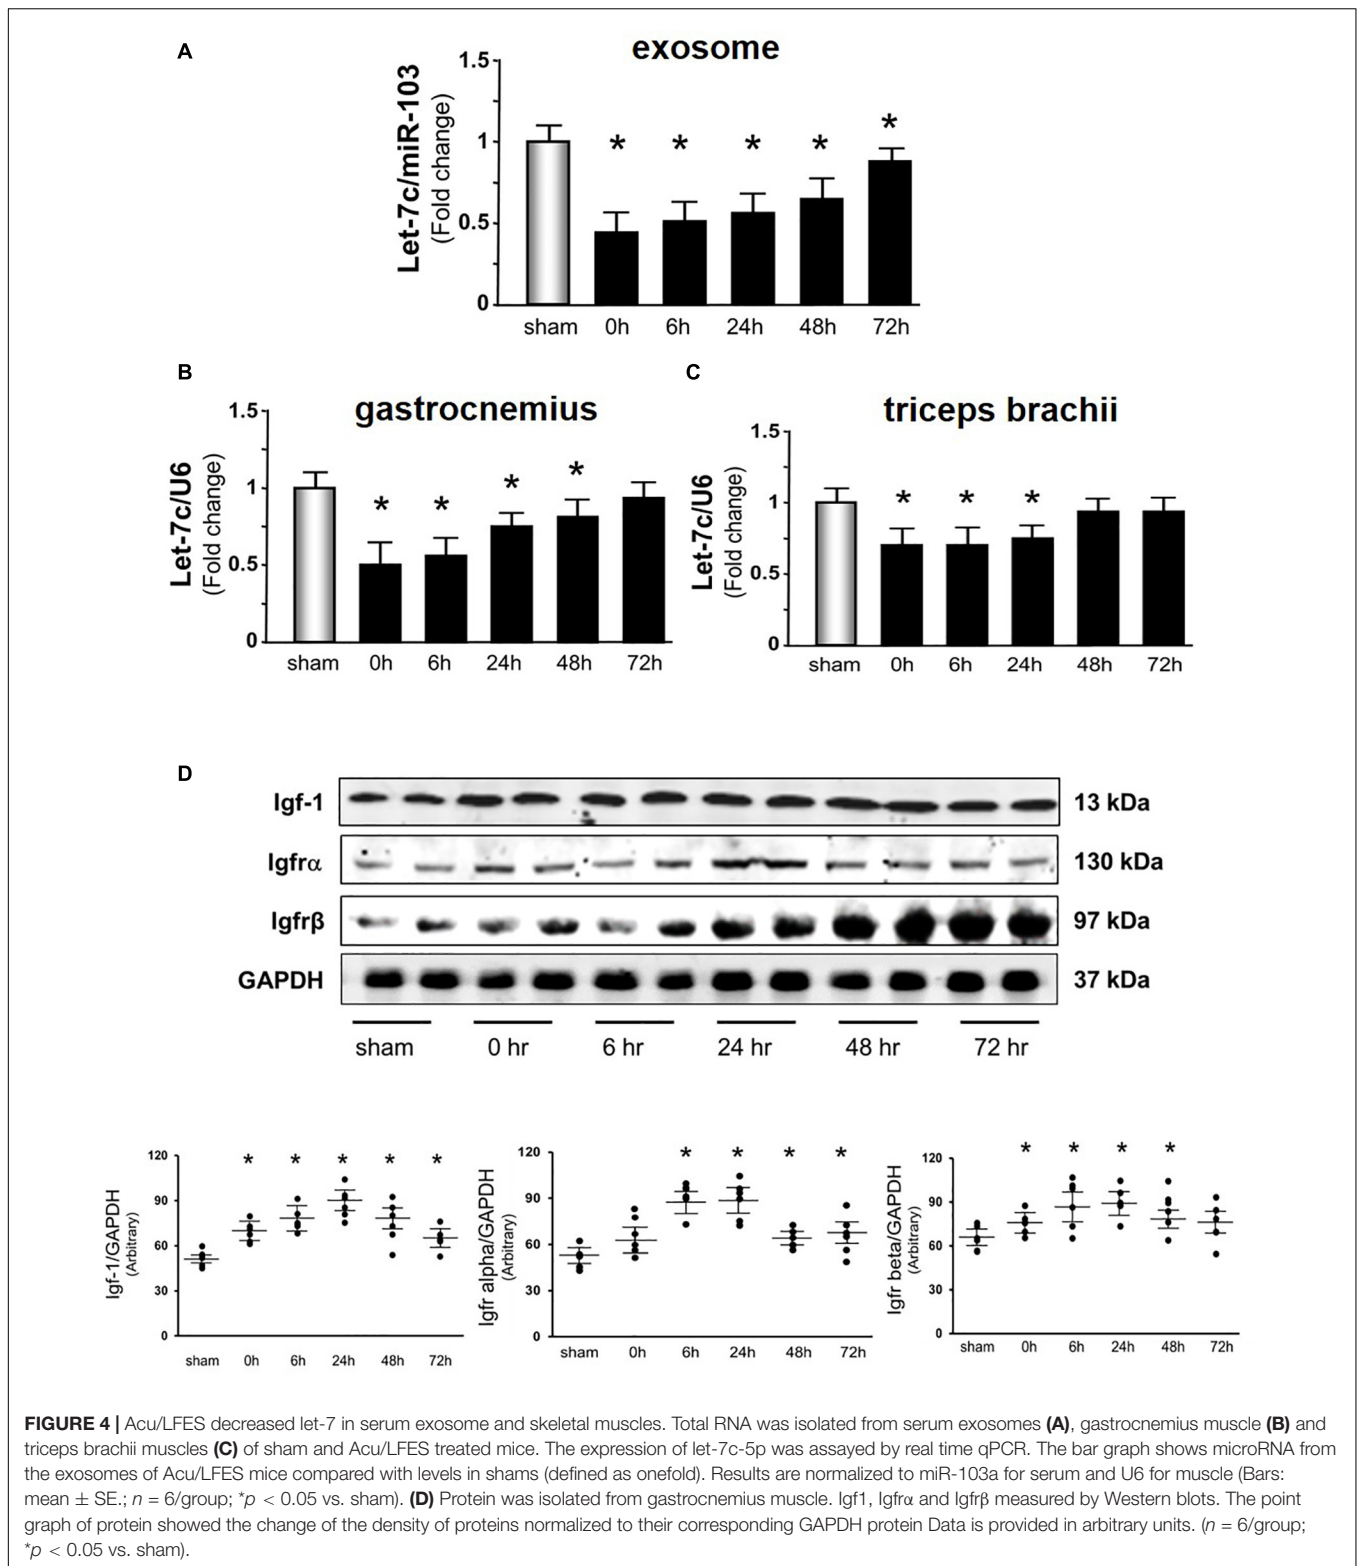 A
exosome
Let-7c/miR-103
(Fold change)
1.5
1
0.5
0
* * * * *
sham 0h 6h 24h 48h 72h
B
gastrocnemius
Let-7c/U6
(Fold change)
1.5
1
0.5
0
* * * *
sham 0h 6h 24h 48h 72h
C
triceps brachii
Let-7c/U6
(Fold change)
1.5
1
0.5
0
* * *
sham 0h 6h 24h 48h 72h
D
Igf-1 13 kDa
Igfrα 130 kDa
Igfrβ 97 kDa
GAPDH 37 kDa
sham 0 hr 6 hr 24 hr 48 hr 72 hr
Igf-1/GAPDH
(Arbitrary)
120
90
60
30
0
* * * * *
sham 0h 6h 24h 48h 72h
Igfr alpha/GAPDH
(Arbitrary)
120
90
60
30
0
* * * *
sham 0h 6h 24h 48h 72h
Igfr beta/GAPDH
(Arbitrary)
120
90
60
30
0
* * * *
sham 0h 6h 24h 48h 72h
FIGURE 4 | Acu/LFES decreased let-7 in serum exosome and skeletal muscles. Total RNA was isolated from serum exosomes (A), gastrocnemius muscle (B) and
triceps brachii muscles (C) of sham and Acu/LFES treated mice. The expression of let-7c-5p was assayed by real time qPCR. The bar graph shows microRNA from
the exosomes of Acu/LFES mice compared with levels in shams (defined as onefold). Results are normalized to miR-103a for serum and U6 for muscle (Bars:
mean ± SE.; n = 6/group; *p < 0.05 vs. sham). (D) Protein was isolated from gastrocnemius muscle. Igf1, Igfrα and Igfrβ measured by Western blots. The point
graph of protein showed the change of the density of proteins normalized to their corresponding GAPDH protein Data is provided in arbitrary units. (n = 6/group;
*p < 0.05 vs. sham).